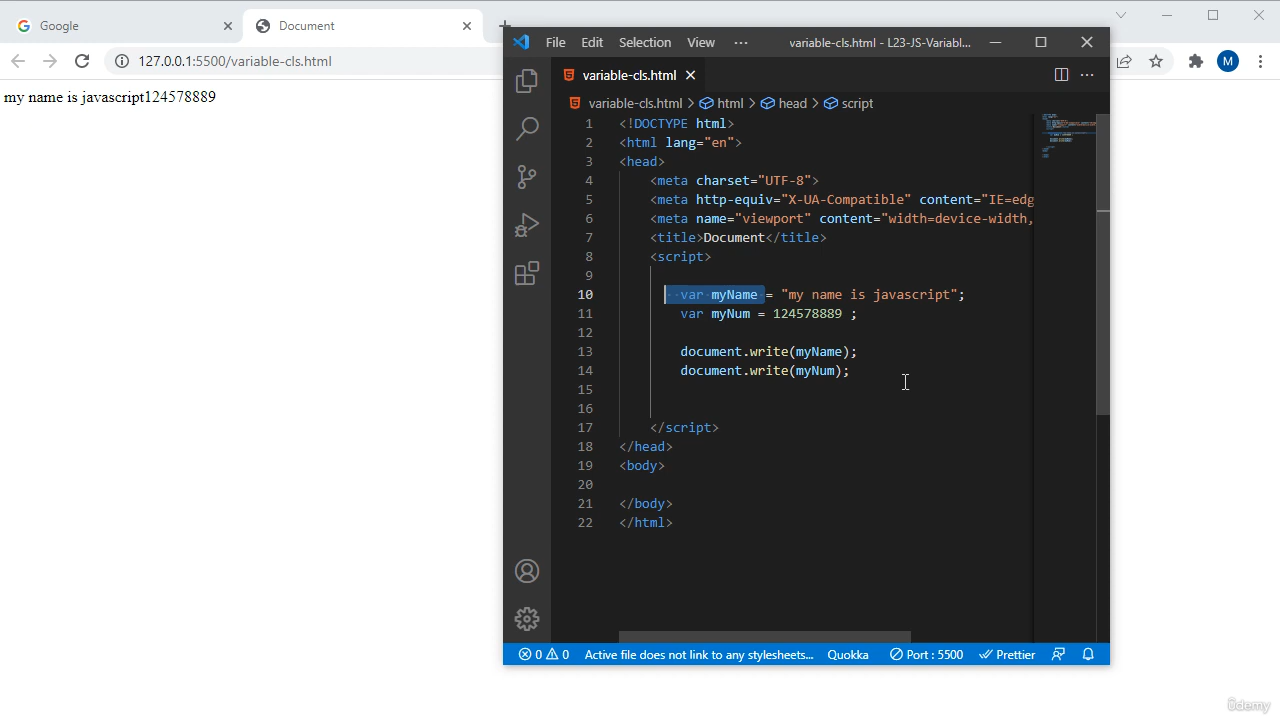 Google
Document
127.0.0.1:5500/variable-cls.html
M
my name is javascript124578889
File Edit Selection View ··· variable-cls.html - L23-JS-Variabl...
variable-cls.html
variable-cls.html > html > head > script
1 <!DOCTYPE html>
2 <html lang="en">
3 <head>
4 <meta charset="UTF-8">
5 <meta http-equiv="X-UA-Compatible" content="IE=edg
6 <meta name="viewport" content="width=device-width,
7 <title>Document</title>
8 <script>
9
10 var myName = "my name is javascript";
11 var myNum = 124578889 ;
12
13 document.write(myName);
14 document.write(myNum);
15
16
17 </script>
18 </head>
19 <body>
20
21 </body>
22 </html>
0 0 Active file does not link to any stylesheets... Quokka Port : 5500 Prettier
ûdemy